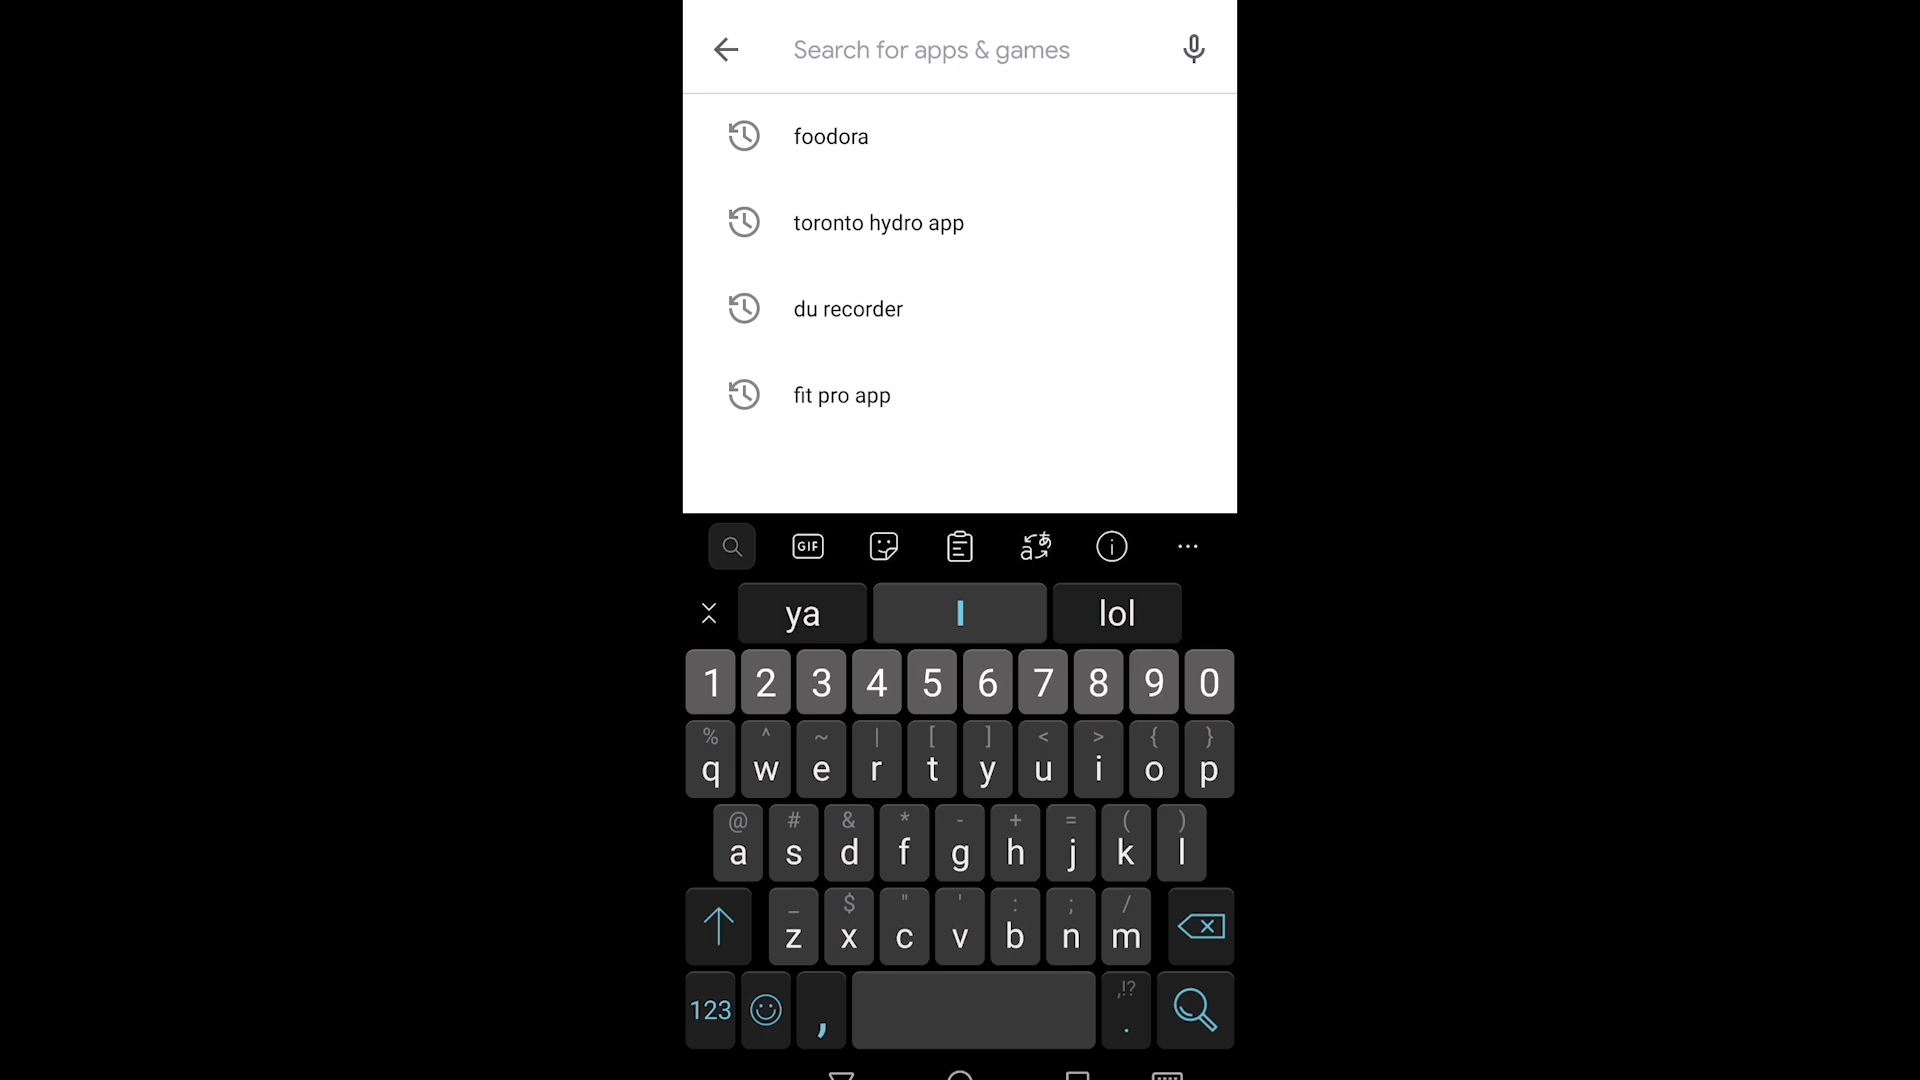 Search for apps & games
foodora
toronto hydro app
du recorder
fit pro app
GIF
ya I lol
1 2 3 4 5 6 7 8 9 0
% ^ ~ | [ ] < > { }
q w e r t y u i o p
@ # & * - + = ( )
a s d f g h j k l
_ $ " ' : ; /
z x c v b n m
,!?
123 , .